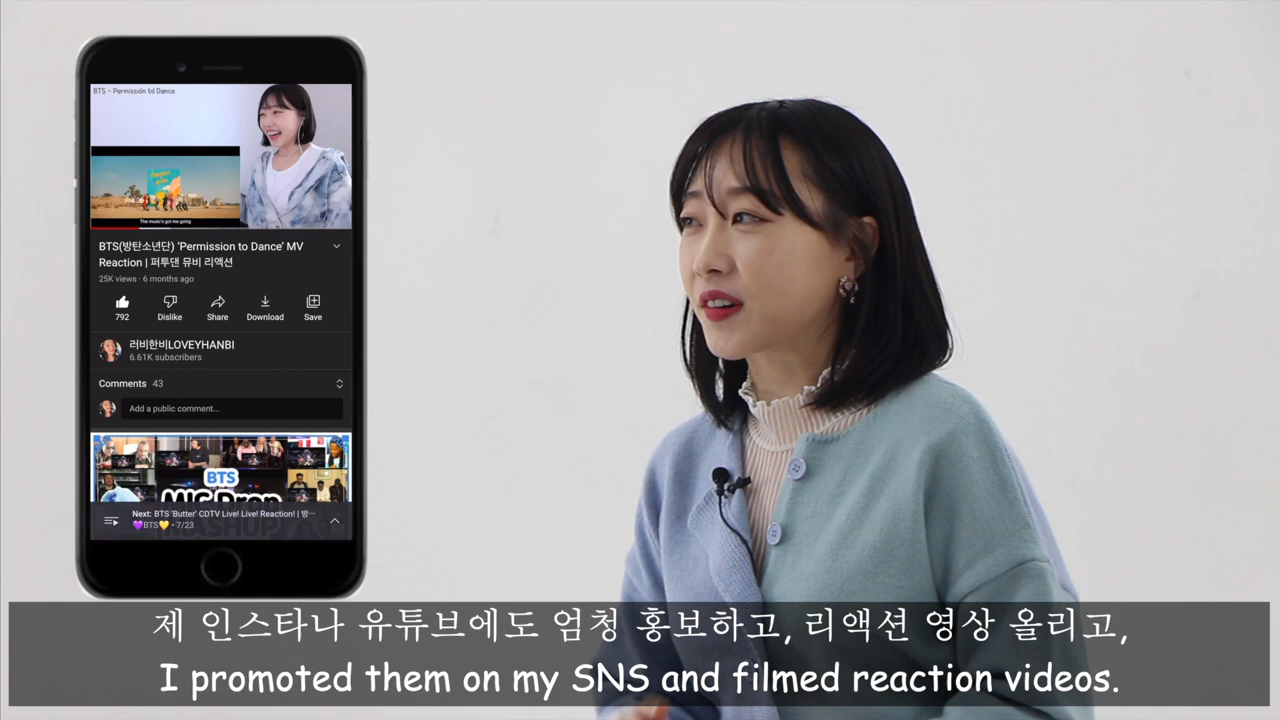 BTS - Permission to Dance
The music's got me going
BTS(방탄소년단) ‘Permission to Dance’ MV
Reaction | 퍼투댄 뮤비 리액션
25K views · 6 months ago
792 Dislike Share Download Save
러비한비LOVEYHANBI
6.61K subscribers
Comments 43
Add a public comment...
BTS
MIC Drop
MASHUP
Next: BTS 'Butter' CDTV Live! Live! Reaction! | 방…
💜BTS💛 • 7/23
제 인스타나 유튜브에도 엄청 홍보하고, 리액션 영상 올리고,
I promoted them on my SNS and filmed reaction videos.